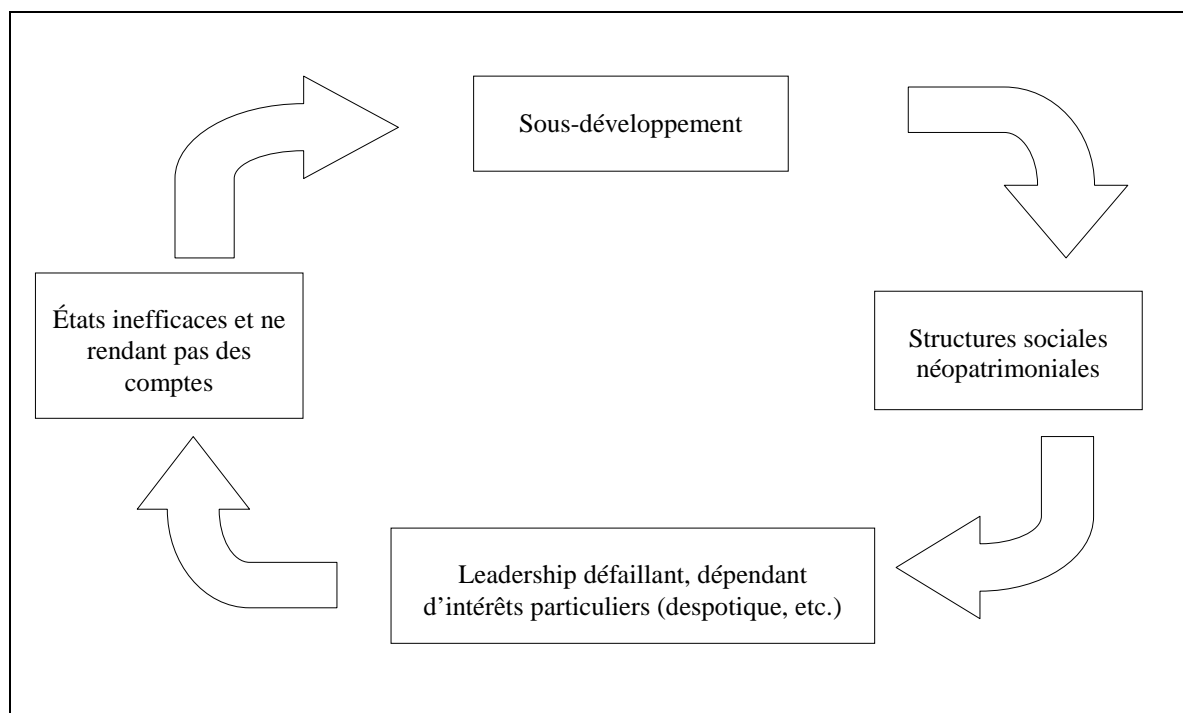 Sous-développement
États inefficaces et ne
rendant pas des
comptes
Structures sociales
néopatrimoniales
Leadership défaillant, dépendant
d’intérêts particuliers (despotique, etc.)